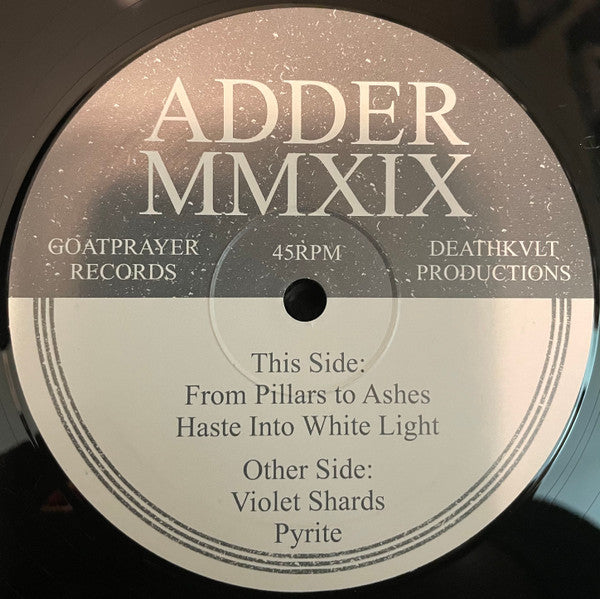 ADDER
MMXIX
GOATPRAYER
RECORDS
45RPM
DEATHKVLT
PRODUCTIONS
This Side:
From Pillars to Ashes
Haste Into White Light
Other Side:
Violet Shards
Pyrite